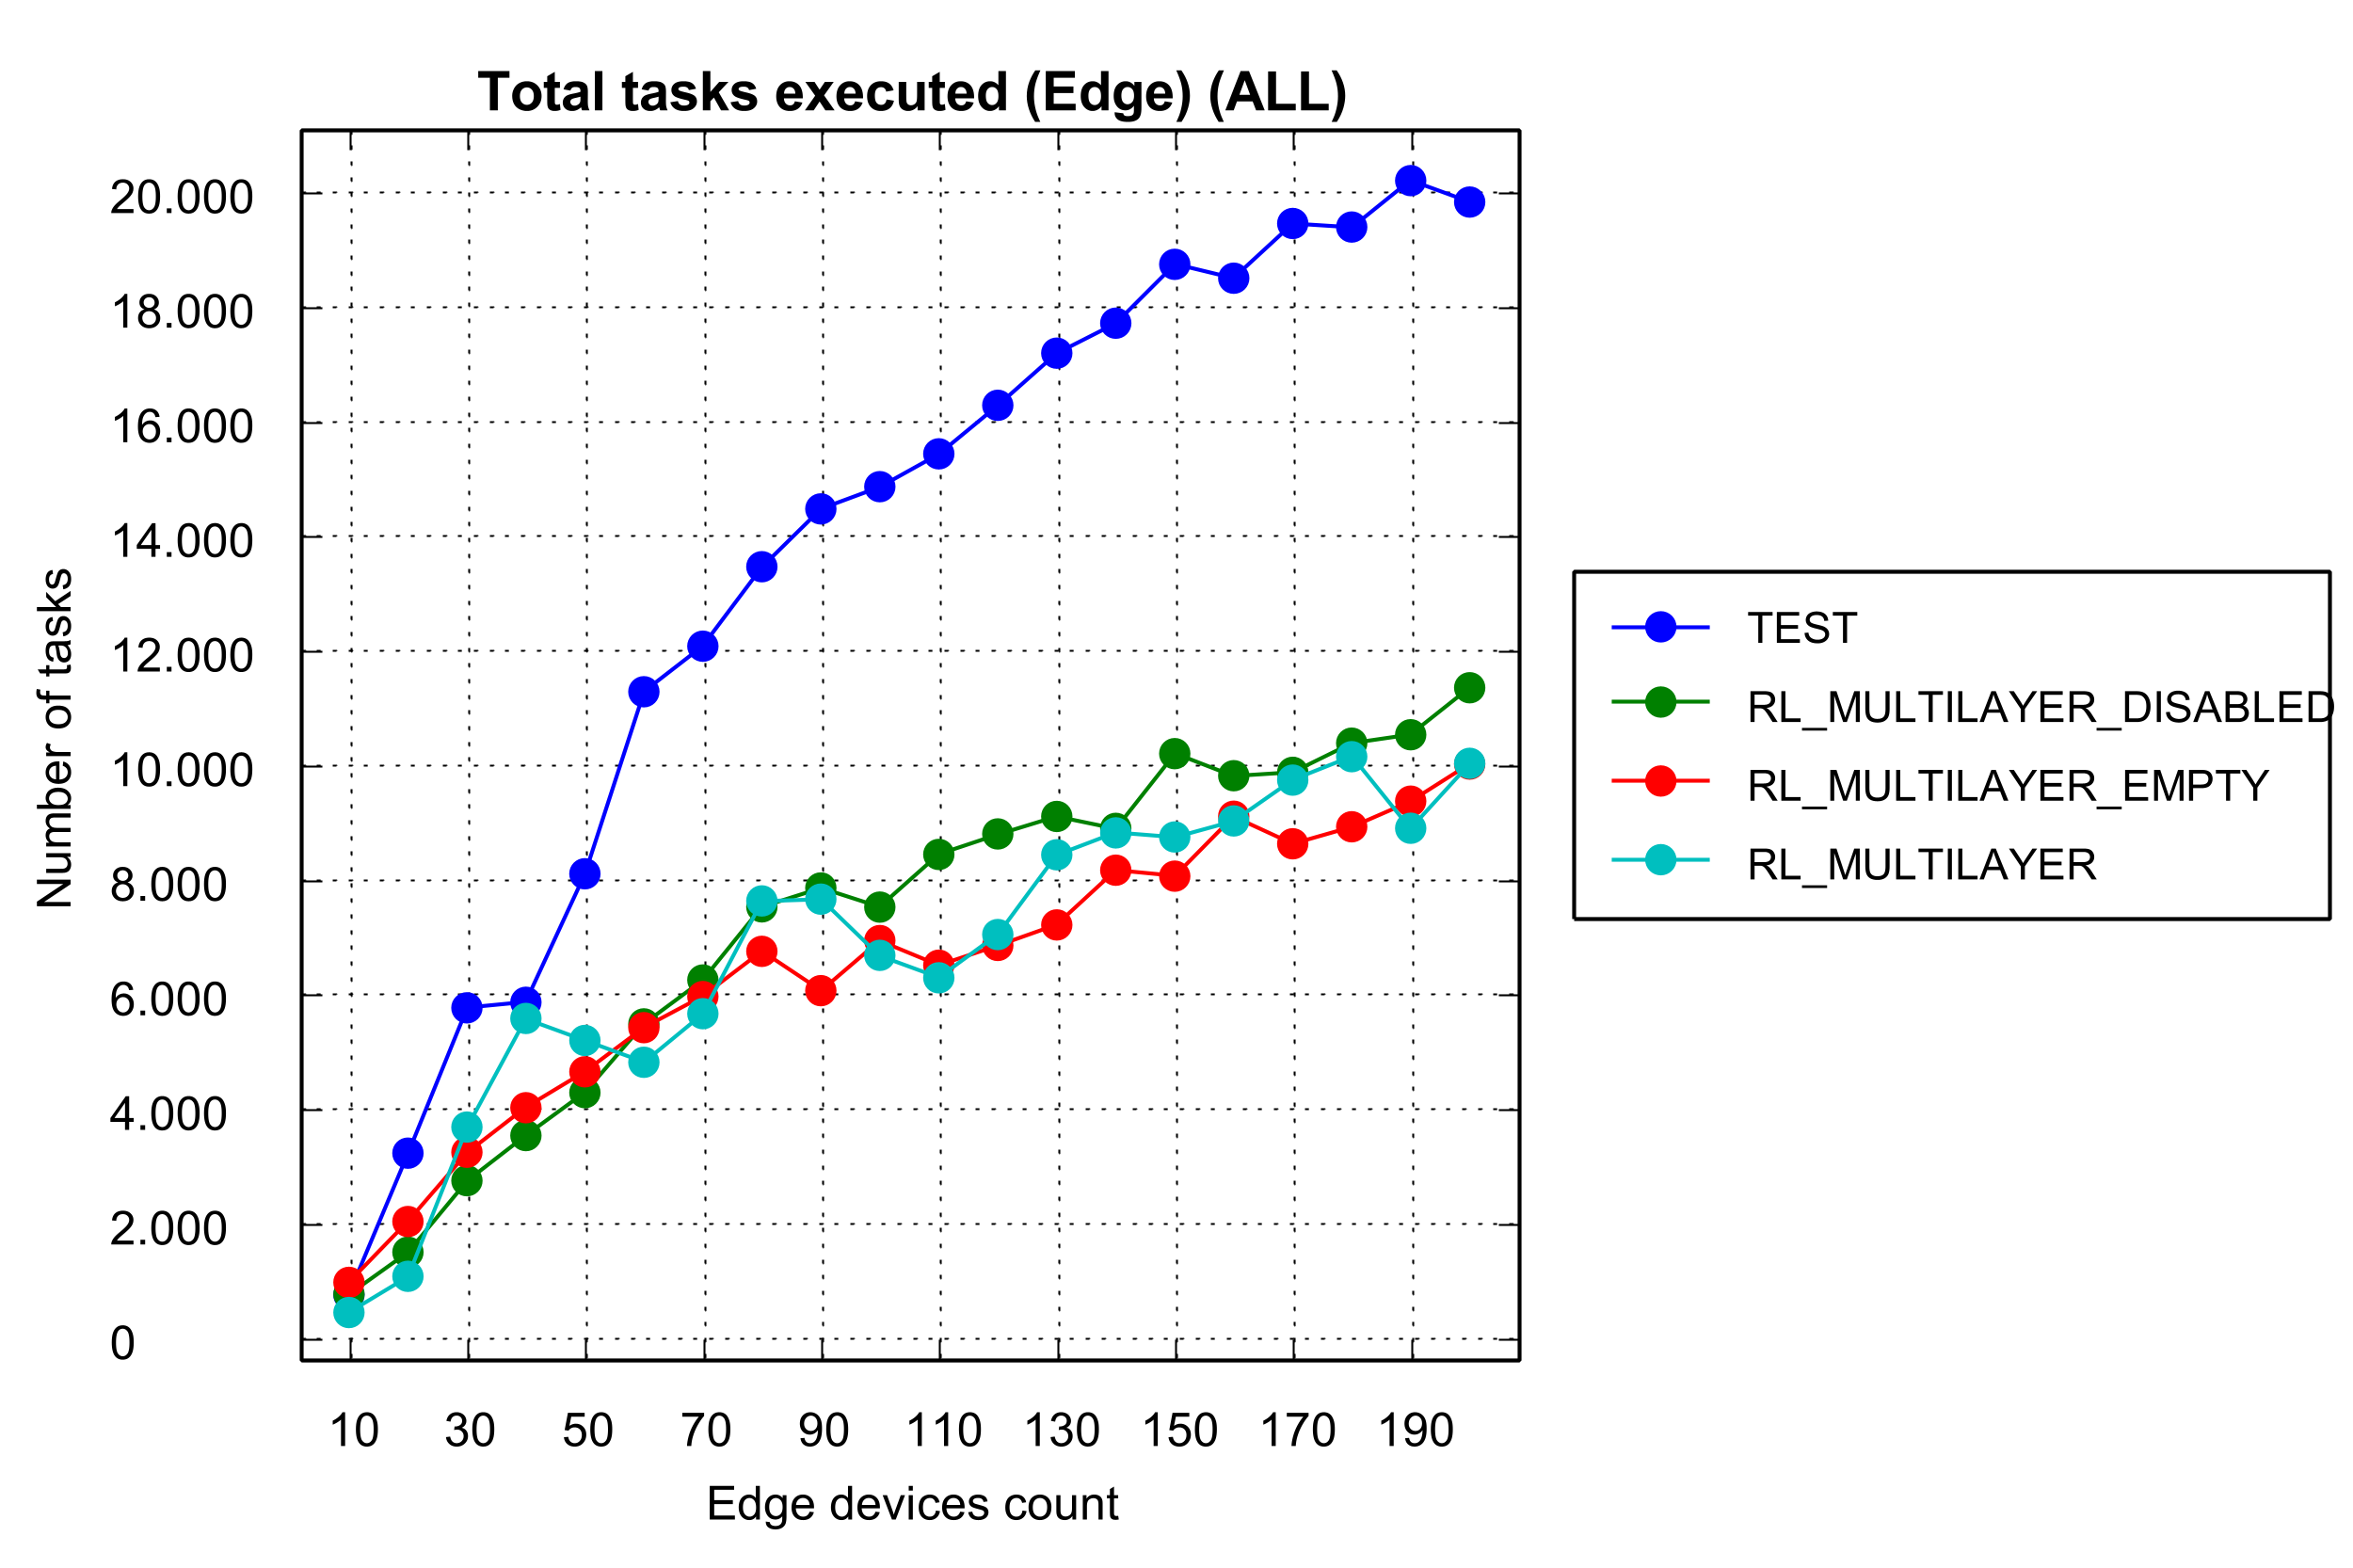 Total tasks executed (Edge) (ALL)
Number of tasks
20.000
18.000
16.000
14.000
12.000
10.000
8.000
6.000
4.000
2.000
0
10 30 50 70 90 110 130 150 170 190
Edge devices count
TEST
RL_MULTILAYER_DISABLED
RL_MULTILAYER_EMPTY
RL_MULTILAYER